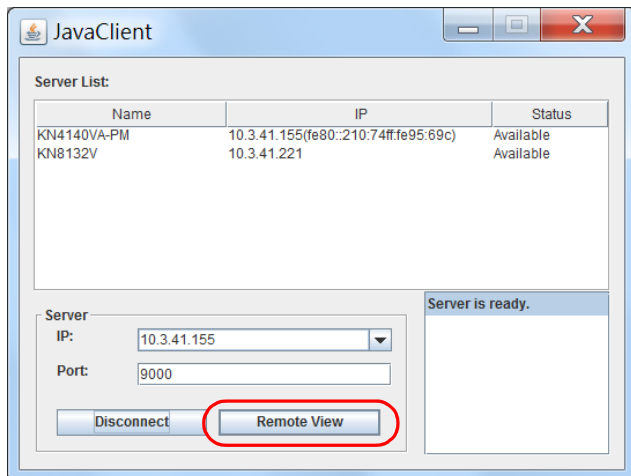 JavaClient
Server List:
Name IP Status
KN4140VA-PM 10.3.41.155(fe80::210:74ff:fe95:69c) Available
KN8132V 10.3.41.221 Available
Server
IP: 10.3.41.155
Port: 9000
Disconnect Remote View
Server is ready.